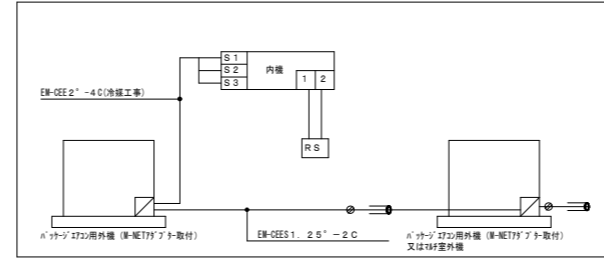 S1
S2
S3
内機
1 2
RS
EM-CEE2°-4C(冷媒工事)
パッケージエアコン用外機 (M-NETアダプター取付)
EM-CEES1.25°-2C
パッケージエアコン用外機 (M-NETアダプター取付)
又はマルチ室外機